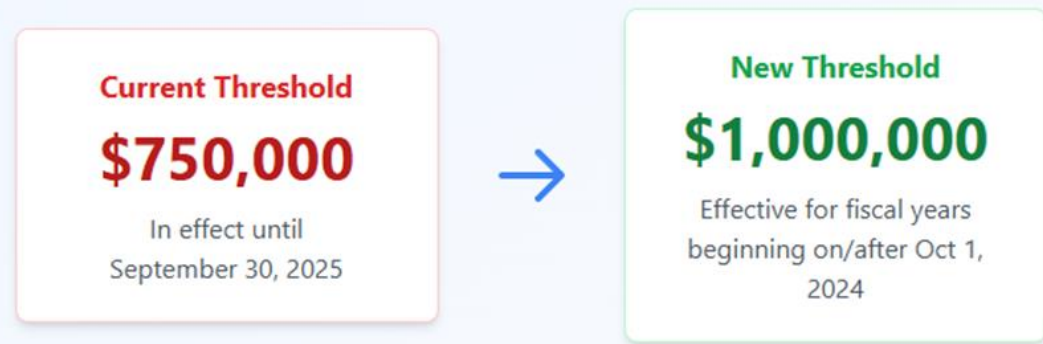 Current Threshold
$750,000
In effect until
September 30, 2025
New Threshold
$1,000,000
Effective for fiscal years
beginning on/after Oct 1,
2024